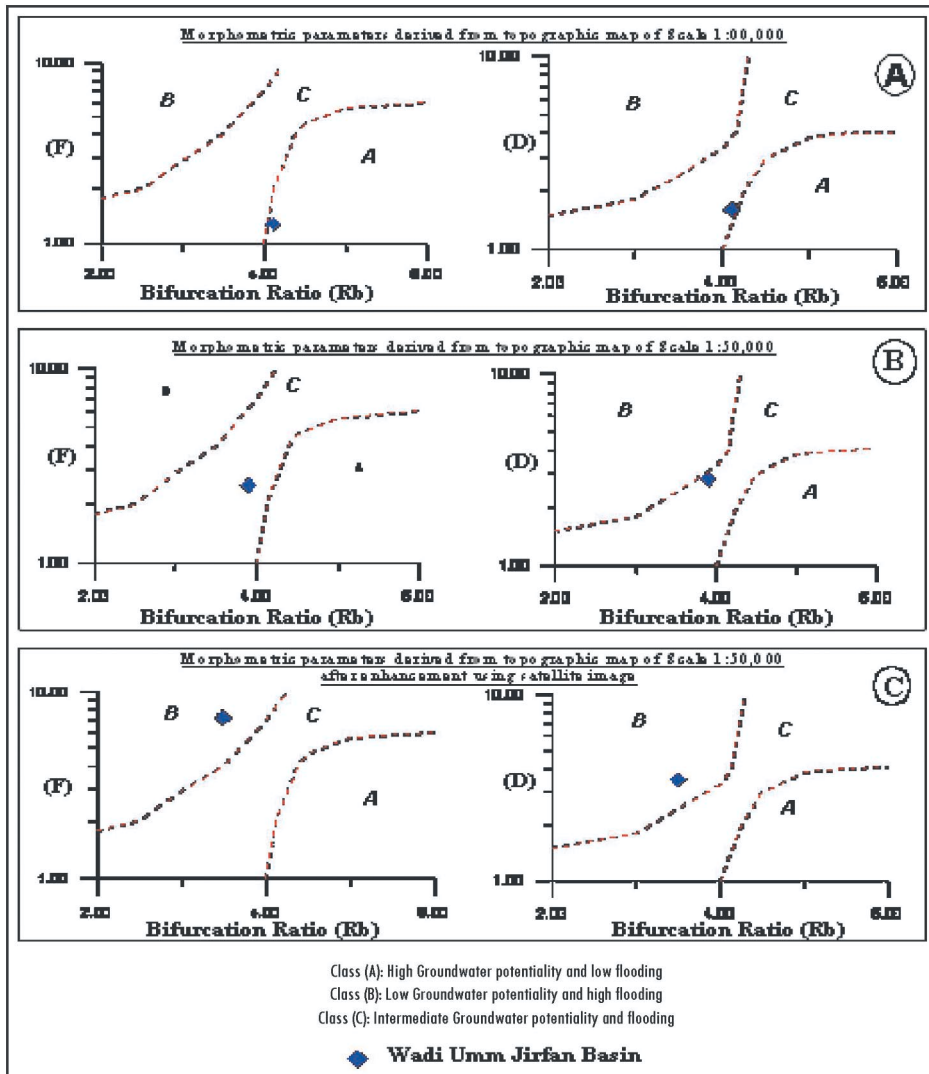 Morphometric parameters derived from topographic map of Scale 1:00,000
A
10.00
B
C
(F)
A
1.00
2.00 4.00 6.00
Bifurcation Ratio (Rb)
10.00
B
C
(D)
A
1.00
2.00 4.00 6.00
Bifurcation Ratio (Rb)
Morphometric parameters derived from topographic map of Scale 1:50,000
B
10.00
C
(F)
A
1.00
2.00 4.00 6.00
Bifurcation Ratio (Rb)
10.00
B
C
(D)
A
1.00
2.00 4.00 6.00
Bifurcation Ratio (Rb)
Morphometric parameters derived from topographic map of Scale 1:50,000
after enhancement using satellite image
C
10.00
B
C
(F)
A
1.00
2.00 4.00 6.00
Bifurcation Ratio (Rb)
10.00
B
C
(D)
A
1.00
2.00 4.00 6.00
Bifurcation Ratio (Rb)
Class (A): High Groundwater potentiality and low flooding
Class (B): Low Groundwater potentiality and high flooding
Class (C): Intermediate Groundwater potentiality and flooding
Wadi Umm Jirfan Basin